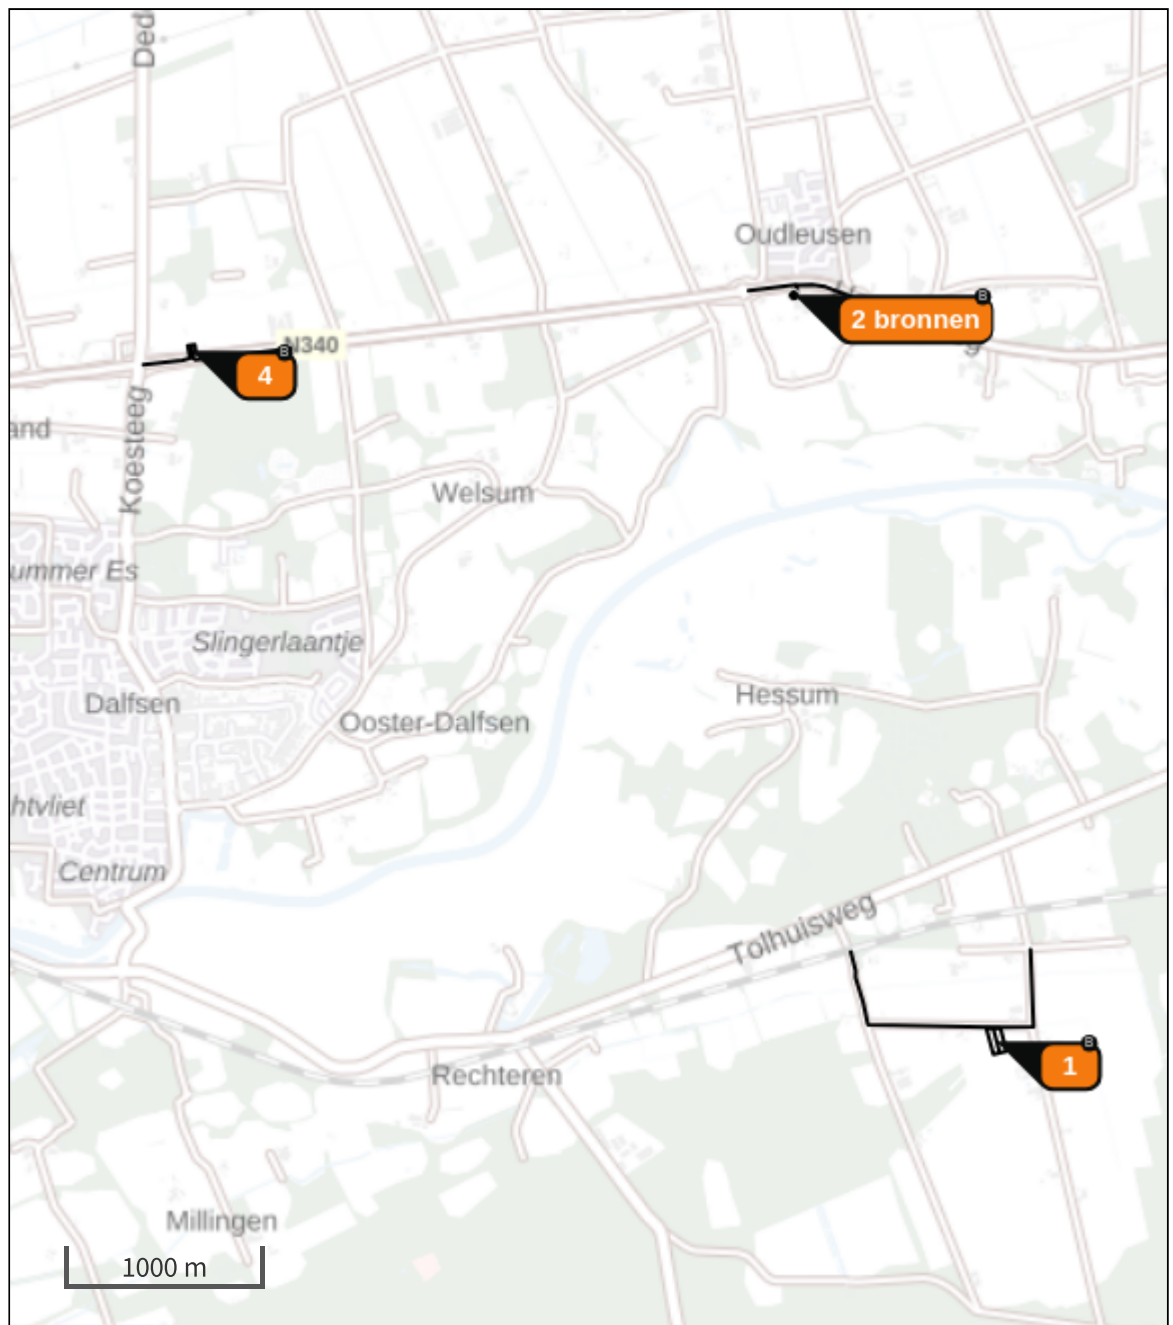 Ded
Oudleusen
B
2 bronnen
N340
B
4
and
Koesteeg
Welsum
ummer Es
Slingerlaantje
Hessum
Dalfsen
Ooster-Dalfsen
htvliet
Centrum
Tolhuisweg
B
1
Rechteren
Millingen
1000 m